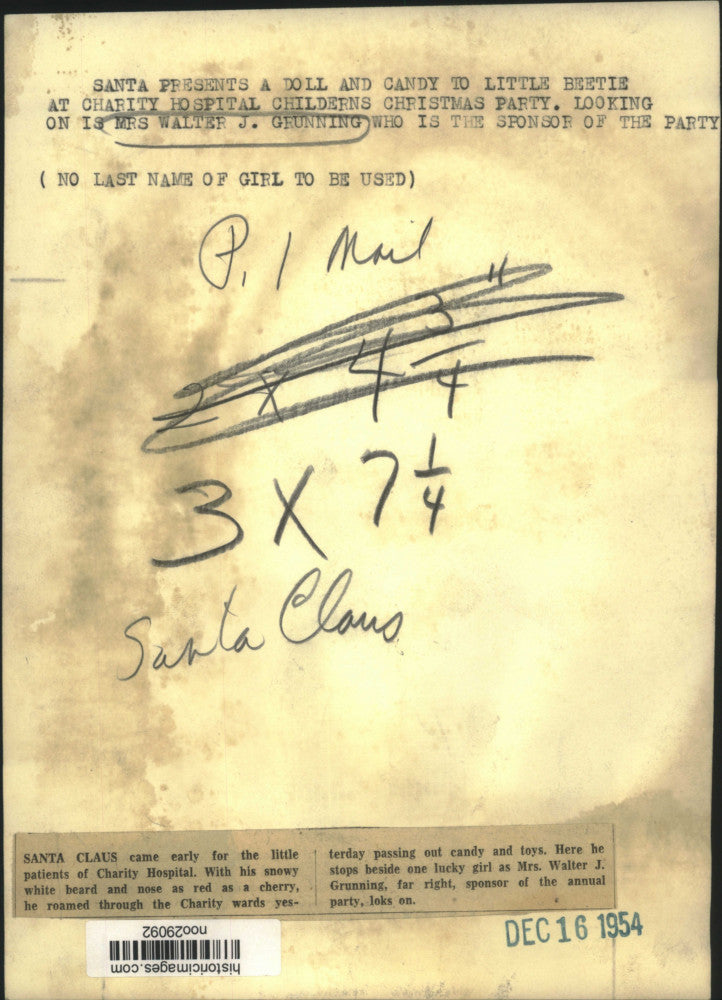 SANTA PRESENTS A DOLL AND CANDY TO LITTLE BEETIE
AT CHARITY HOSPITAL CHILDERNS CHRISTMAS PARTY. LOOKING
ON IS MRS WALTER J. GRUNNING WHO IS THE SPONSOR OF THE PARTY
( NO LAST NAME OF GIRL TO BE USED)
P. 1 Mail
2 x 4 3/4"
3 X 7 1/4
Santa Claus
SANTA CLAUS came early for the little
patients of Charity Hospital. With his snowy
white beard and nose as red as a cherry,
he roamed through the Charity wards yes-
terday passing out candy and toys. Here he
stops beside one lucky girl as Mrs. Walter J.
Grunning, far right, sponsor of the annual
party, loks on.
DEC 16 1954
historicimages.com
noo29092